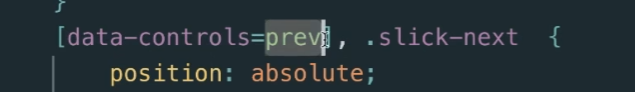 }
[data-controls=prev], .slick-next {
position: absolute;